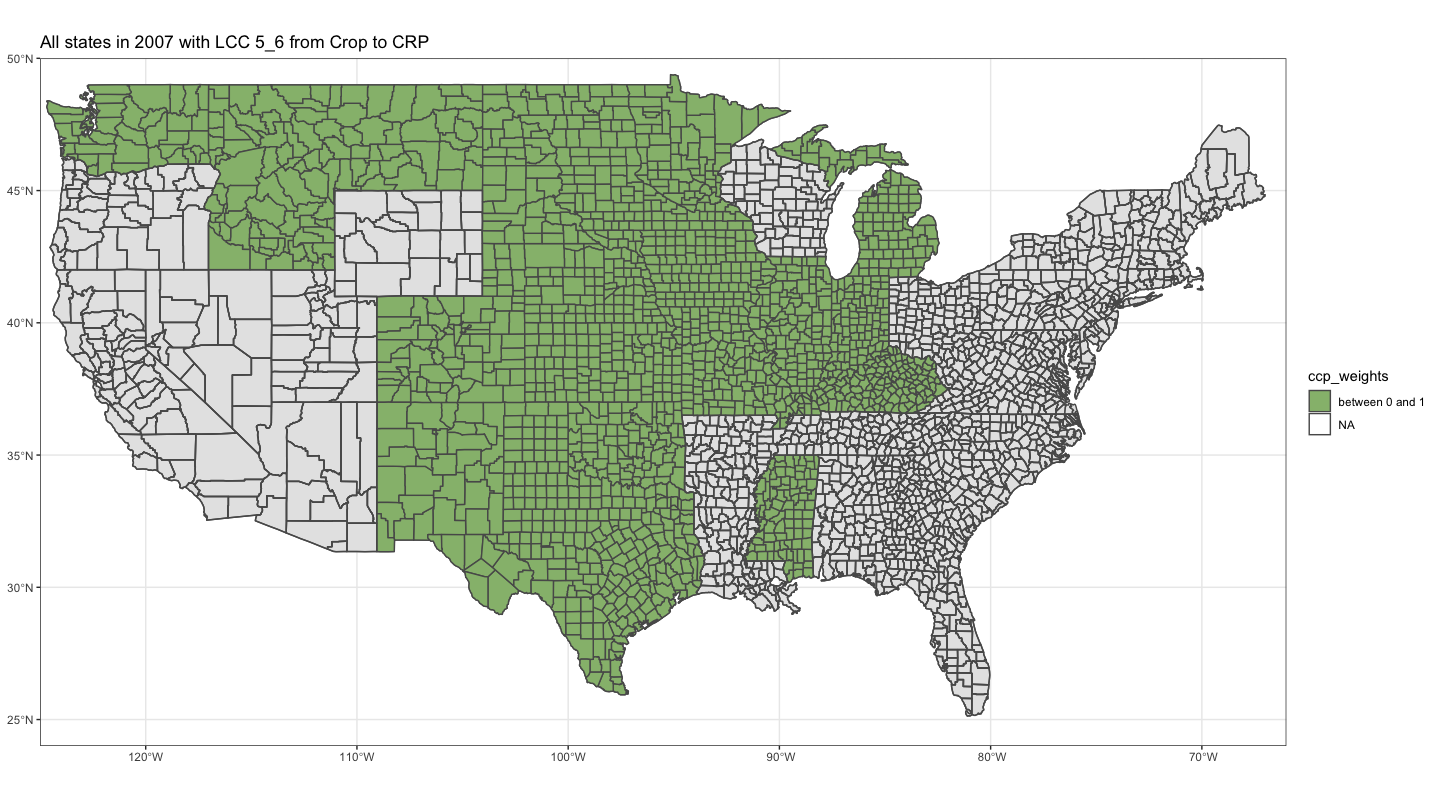 All states in 2007 with LCC 5_6 from Crop to CRP
50°N
45°N
40°N
35°N
30°N
25°N
120°W
110°W
100°W
90°W
80°W
70°W
ccp_weights
between 0 and 1
NA